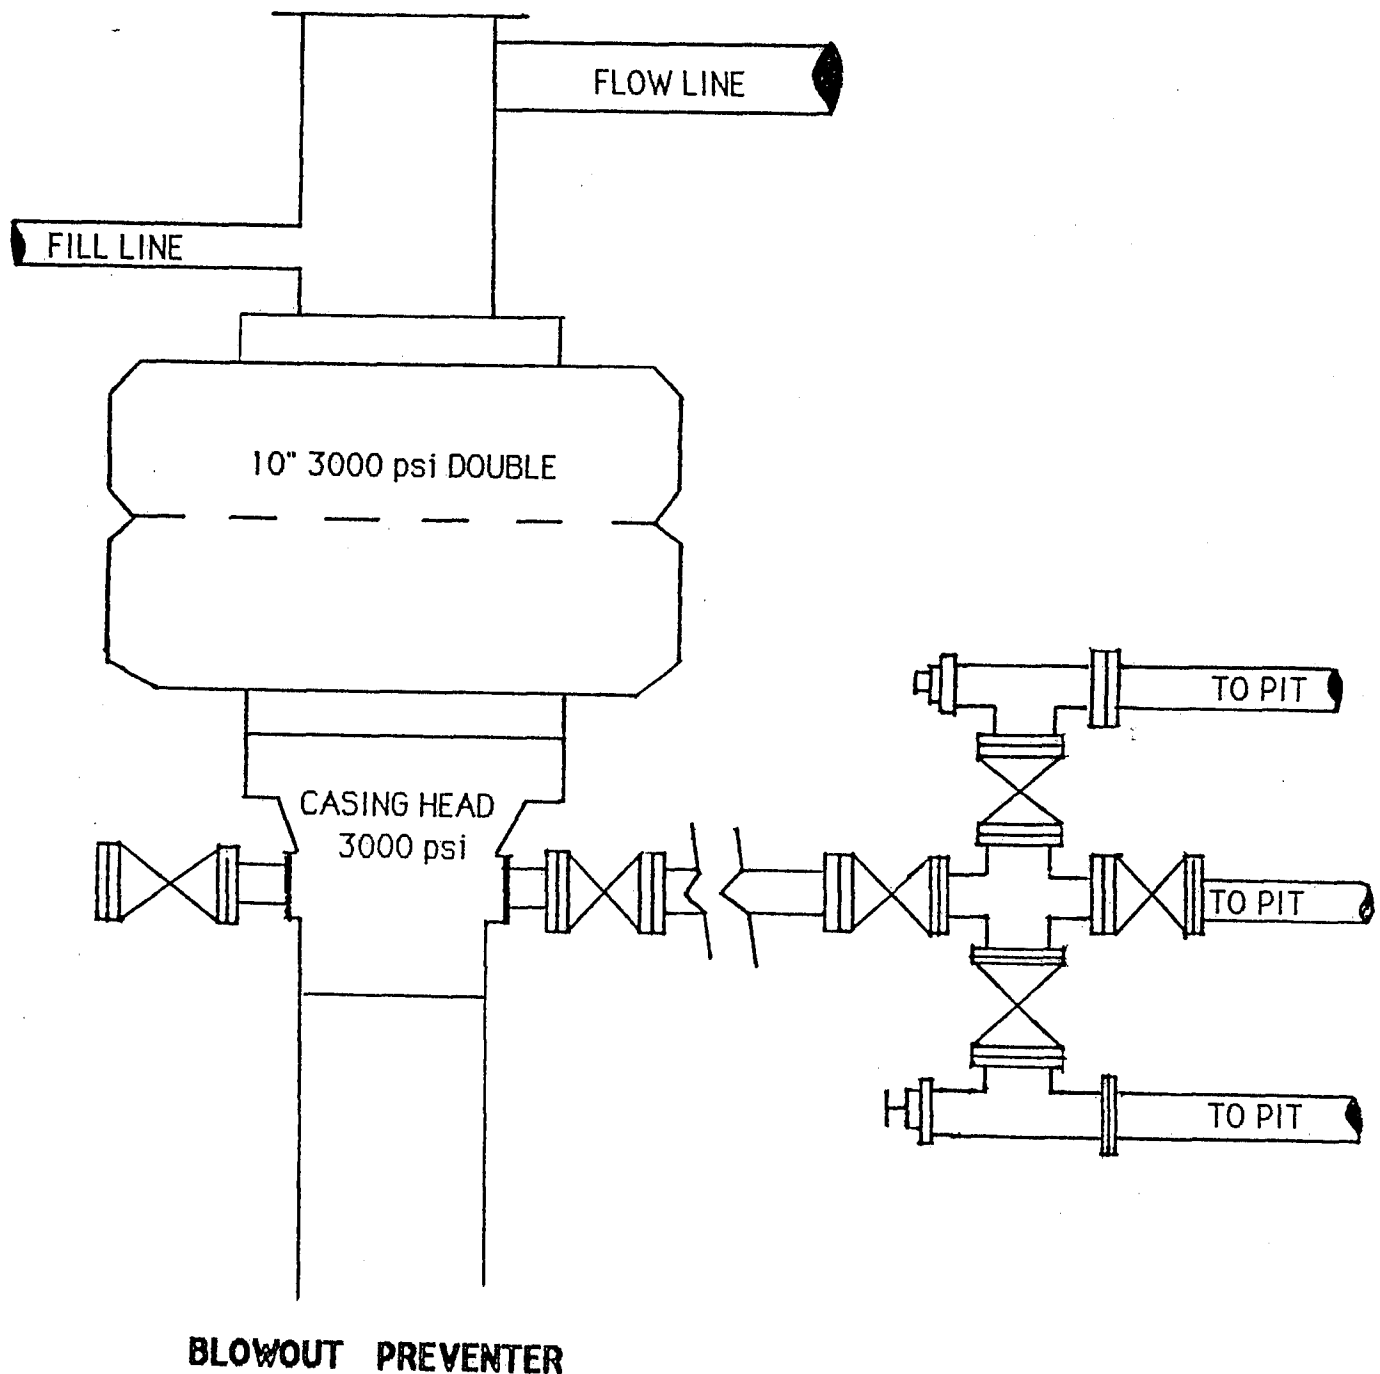 FLOW LINE
FILL LINE
10" 3000 psi DOUBLE
CASING HEAD
3000 psi
TO PIT
TO PIT
TO PIT
BLOWOUT PREVENTER